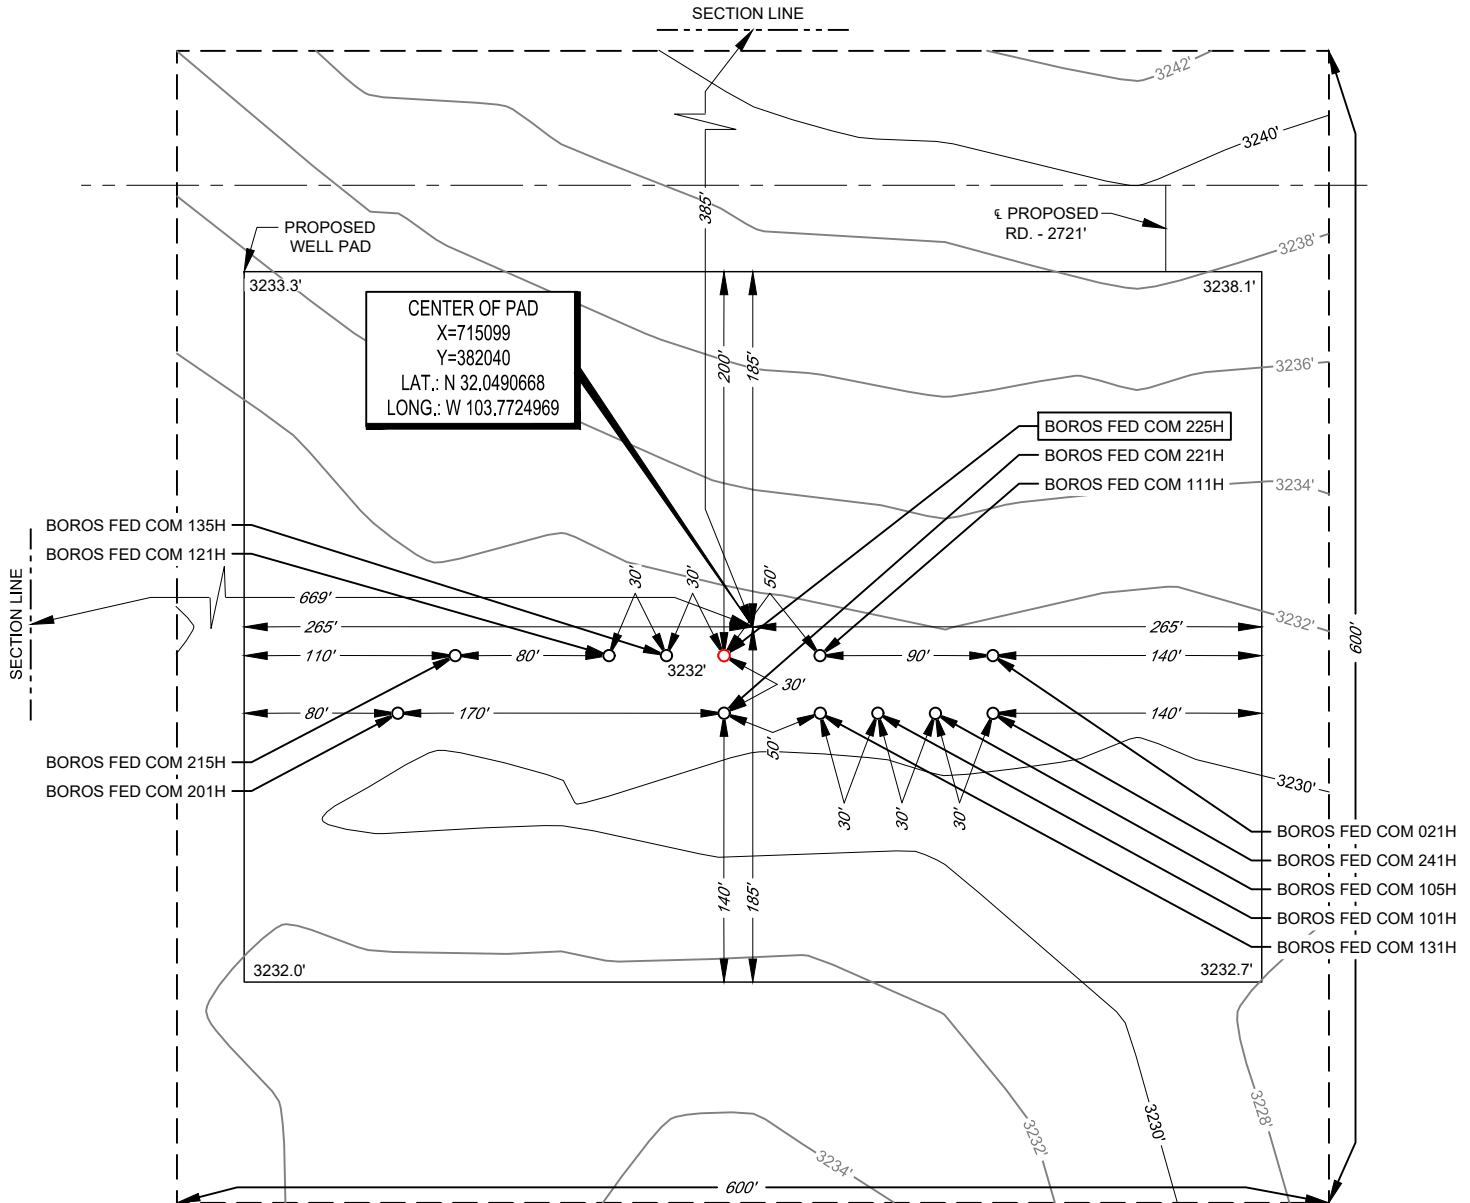 SECTION LINE
3242'
3240'
385'
PROPOSED
WELL PAD
℄ PROPOSED
RD. - 2721'
3238'
3233.3'
3238.1'
CENTER OF PAD
X=715099
Y=382040
LAT.: N 32.0490668
LONG.: W 103.7724969
200'
185'
3236'
BOROS FED COM 225H
BOROS FED COM 221H
BOROS FED COM 111H
3234'
BOROS FED COM 135H
BOROS FED COM 121H
SECTION LINE
30'
30'
50'
669'
265'
265'
3232'
600'
110'
80'
3232'
90'
140'
30'
80'
170'
50'
140'
BOROS FED COM 215H
BOROS FED COM 201H
3230'
30'
30'
30'
BOROS FED COM 021H
BOROS FED COM 241H
BOROS FED COM 105H
BOROS FED COM 101H
BOROS FED COM 131H
140'
185'
3232.0'
3232.7'
3228'
3230'
3232'
3234'
600'